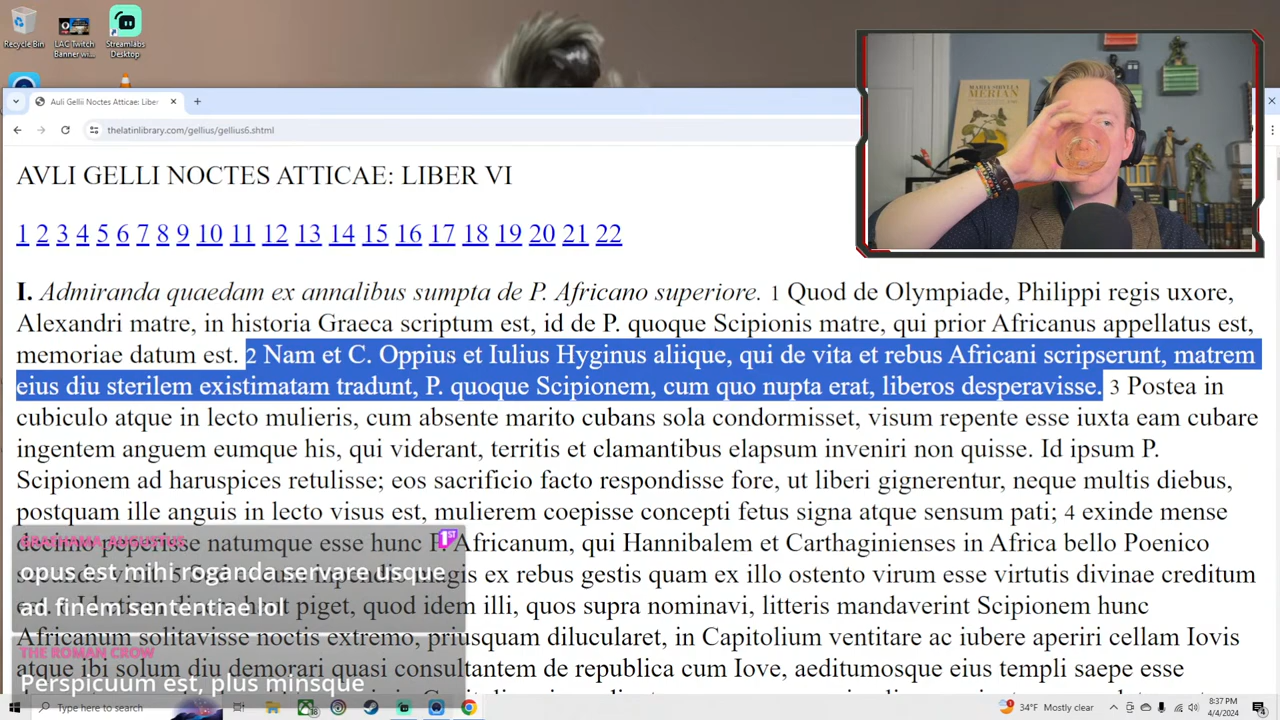 Recycle Bin
LAC Twitch
Banner wi...
Streamlabs
Desktop
Auli Gellii Noctes Atticae: Liber
thelatinlibrary.com/gellius/gellius6.shtml
MARIA SIBYLLA
MERIAN
AVLI GELLI NOCTES ATTICAE: LIBER VI
1 2 3 4 5 6 7 8 9 10 11 12 13 14 15 16 17 18 19 20 21 22
I. Admiranda quaedam ex annalibus sumpta de P. Africano superiore. 1 Quod de Olympiade, Philippi regis uxore,
Alexandri matre, in historia Graeca scriptum est, id de P. quoque Scipionis matre, qui prior Africanus appellatus est,
memoriae datum est. 2 Nam et C. Oppius et Iulius Hyginus aliique, qui de vita et rebus Africani scripserunt, matrem
eius diu sterilem existimatam tradunt, P. quoque Scipionem, cum quo nupta erat, liberos desperavisse. 3 Postea in
cubiculo atque in lecto mulieris, cum absente marito cubans sola condormisset, visum repente esse iuxta eam cubare
ingentem anguem eumque his, qui viderant, territis et clamantibus elapsum inveniri non quisse. Id ipsum P.
Scipionem ad haruspices retulisse; eos sacrificio facto respondisse fore, ut liberi gignerentur, neque multis diebus,
postquam ille anguis in lecto visus est, mulierem coepisse concepti fetus signa atque sensum pati; 4 exinde mense
decimo peperisse natumque esse hunc P. Africanum, qui Hannibalem et Carthaginienses in Africa bello Poenico
magis ex rebus gestis quam ex illo ostento virum esse virtutis divinae creditum
piget, quod idem illi, quos supra nominavi, litteris mandaverint Scipionem hunc
Africanum solitavisse noctis extremo, priusquam dilucularet, in Capitolium ventitare ac iubere aperiri cellam Iovis
atque ibi solum diu demorari quasi consultantem de republica cum Iove, aeditumosque eius templi saepe esse
1st
opus est mihi roganda servare usque
ad finem sententiae lol
THE ROMAN CROW
Perspicuum est, plus minsque
Type here to search
34°F Mostly clear
8:37 PM
4/4/2024